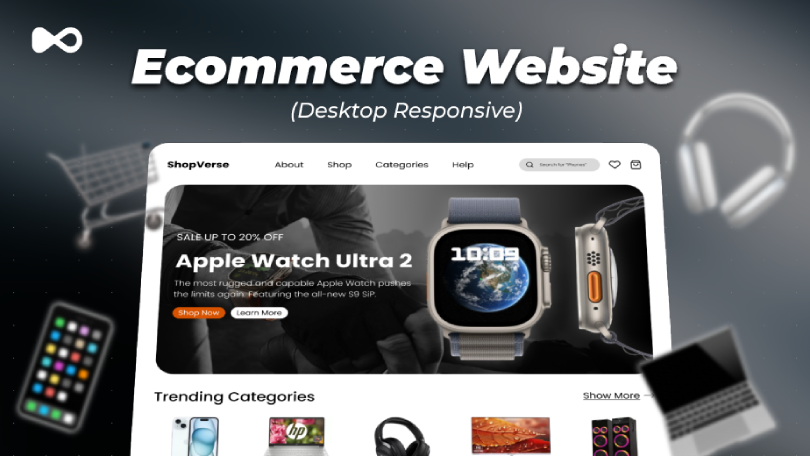 Ecommerce Website
(Desktop Responsive)
ShopVerse About Shop Categories Help Search for "iPhones"
SALE UP TO 20% OFF
Apple Watch Ultra 2
The most rugged and capable Apple Watch pushes
the limits again. Featuring the all-new S9 SiP.
Shop Now Learn More
10:09
Trending Categories Show More
hp